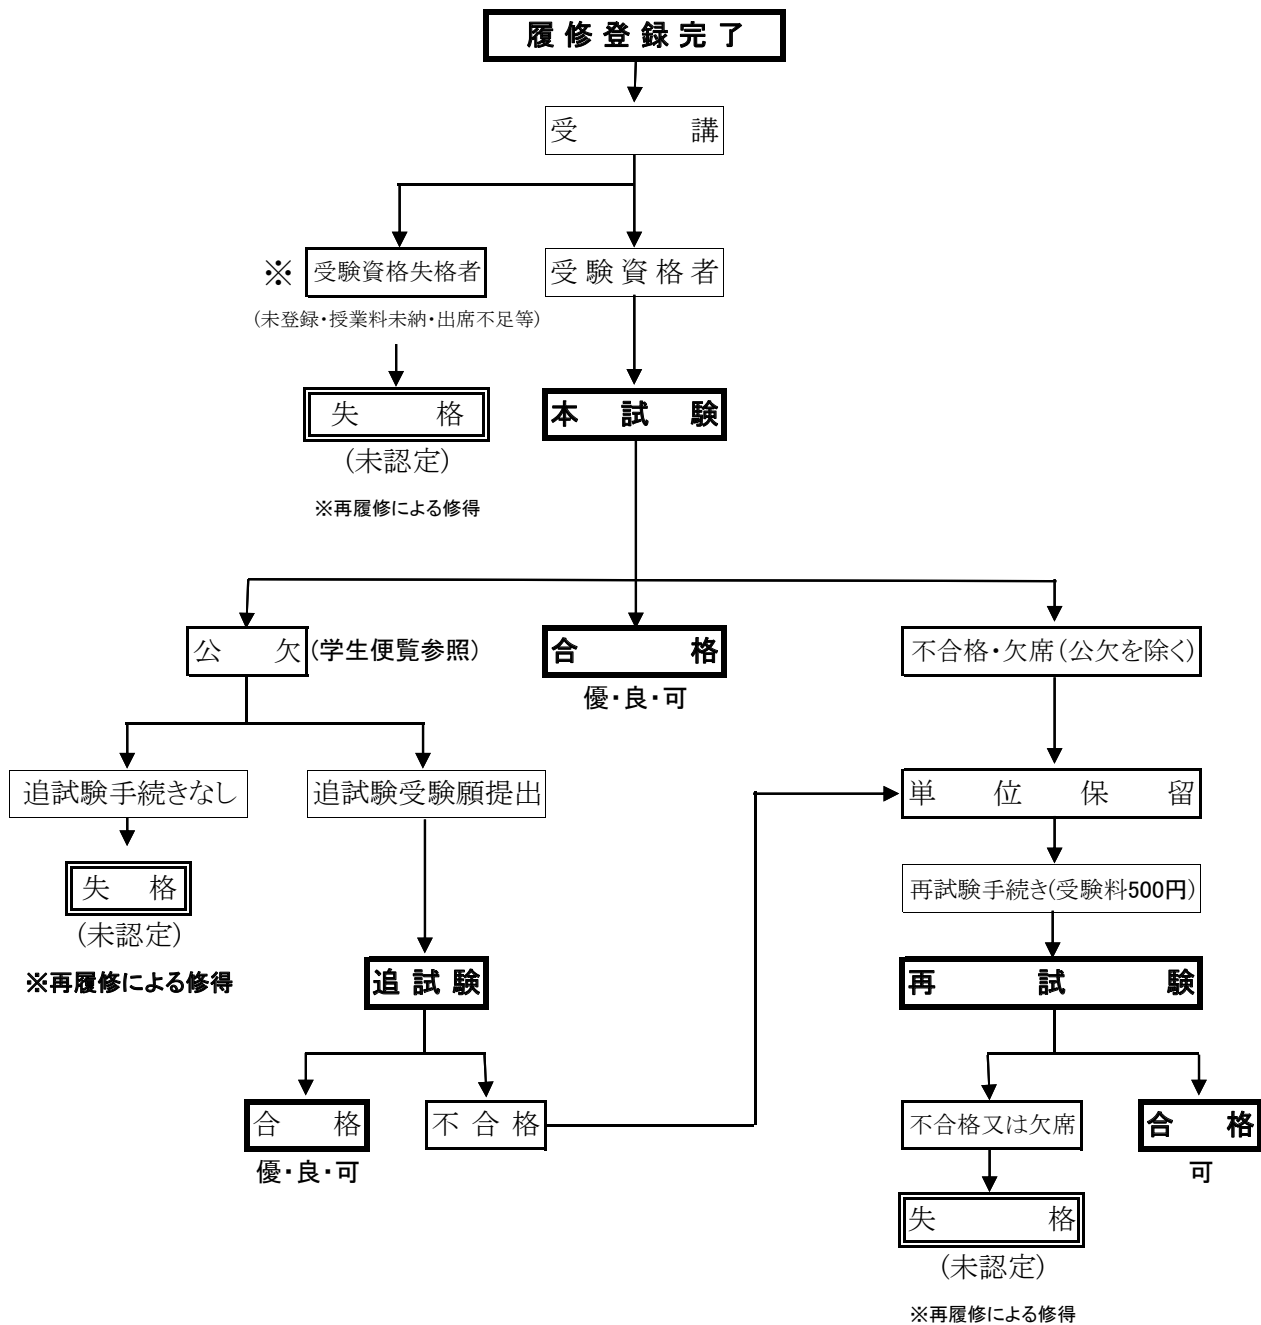 履修登録完了
受講
※ 受験資格失格者
受験資格者
(未登録・授業料未納・出席不足等)
失格
本試験
(未認定)
※再履修による修得
公欠(学生便覧参照)
合格
不合格・欠席(公欠を除く)
優・良・可
追試験手続きなし
追試験受験願提出
単位保留
失格
再試験手続き(受験料500円)
(未認定)
※再履修による修得
追試験
再試験
合格
不合格
不合格又は欠席
合格
優・良・可
可
失格
(未認定)
※再履修による修得